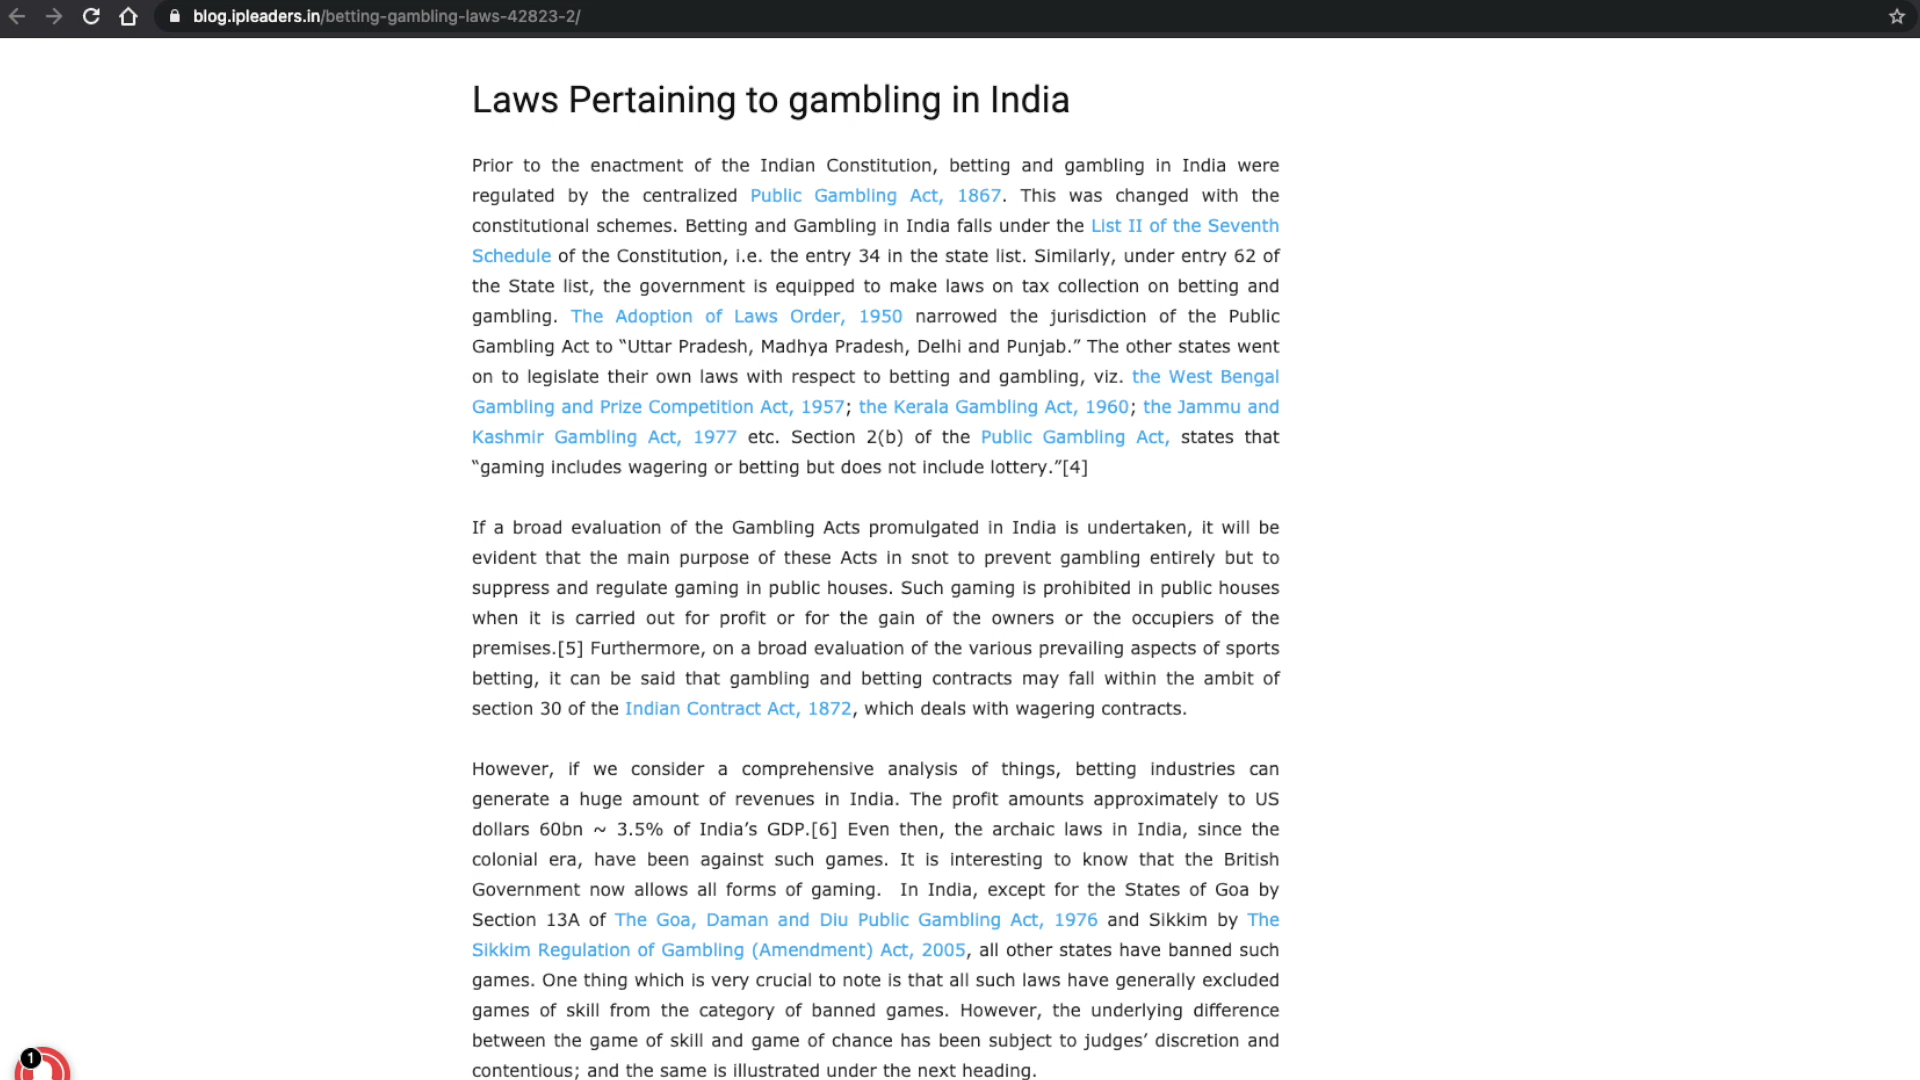 blog.ipleaders.in/betting-gambling-laws-42823-2/
Laws Pertaining to gambling in India
Prior to the enactment of the Indian Constitution, betting and gambling in India were
regulated by the centralized Public Gambling Act, 1867. This was changed with the
constitutional schemes. Betting and Gambling in India falls under the List II of the Seventh
Schedule of the Constitution, i.e. the entry 34 in the state list. Similarly, under entry 62 of
the State list, the government is equipped to make laws on tax collection on betting and
gambling. The Adoption of Laws Order, 1950 narrowed the jurisdiction of the Public
Gambling Act to “Uttar Pradesh, Madhya Pradesh, Delhi and Punjab.” The other states went
on to legislate their own laws with respect to betting and gambling, viz. the West Bengal
Gambling and Prize Competition Act, 1957; the Kerala Gambling Act, 1960; the Jammu and
Kashmir Gambling Act, 1977 etc. Section 2(b) of the Public Gambling Act, states that
“gaming includes wagering or betting but does not include lottery.”[4]
If a broad evaluation of the Gambling Acts promulgated in India is undertaken, it will be
evident that the main purpose of these Acts in snot to prevent gambling entirely but to
suppress and regulate gaming in public houses. Such gaming is prohibited in public houses
when it is carried out for profit or for the gain of the owners or the occupiers of the
premises.[5] Furthermore, on a broad evaluation of the various prevailing aspects of sports
betting, it can be said that gambling and betting contracts may fall within the ambit of
section 30 of the Indian Contract Act, 1872, which deals with wagering contracts.
However, if we consider a comprehensive analysis of things, betting industries can
generate a huge amount of revenues in India. The profit amounts approximately to US
dollars 60bn ~ 3.5% of India’s GDP.[6] Even then, the archaic laws in India, since the
colonial era, have been against such games. It is interesting to know that the British
Government now allows all forms of gaming. In India, except for the States of Goa by
Section 13A of The Goa, Daman and Diu Public Gambling Act, 1976 and Sikkim by The
Sikkim Regulation of Gambling (Amendment) Act, 2005, all other states have banned such
games. One thing which is very crucial to note is that all such laws have generally excluded
games of skill from the category of banned games. However, the underlying difference
between the game of skill and game of chance has been subject to judges’ discretion and
contentious; and the same is illustrated under the next heading.
1